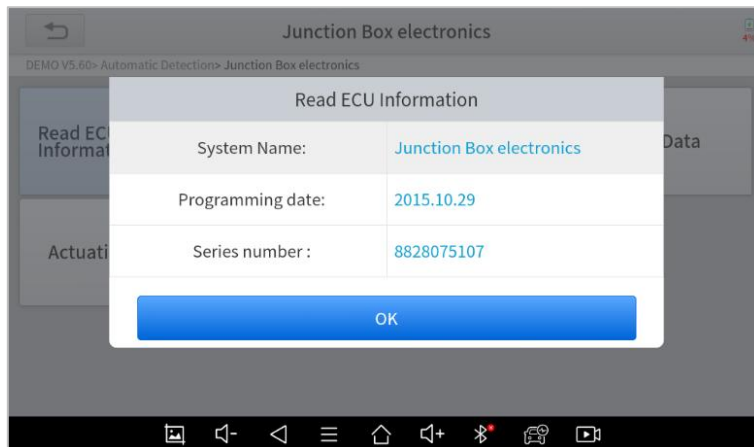 Junction Box electronics
DEMO V5.60> Automatic Detection> Junction Box electronics
Read ECU Information
Read ECU
Informat
Data
System Name: Junction Box electronics
Programming date: 2015.10.29
Actuati
Series number : 8828075107
OK